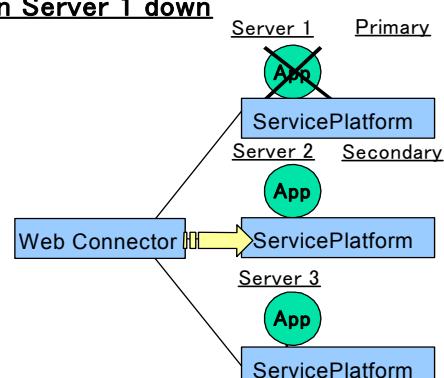 n Server 1 down
Server 1 Primary
App
ServicePlatform
Server 2 Secondary
App
Web Connector ServicePlatform
Server 3
App
ServicePlatform